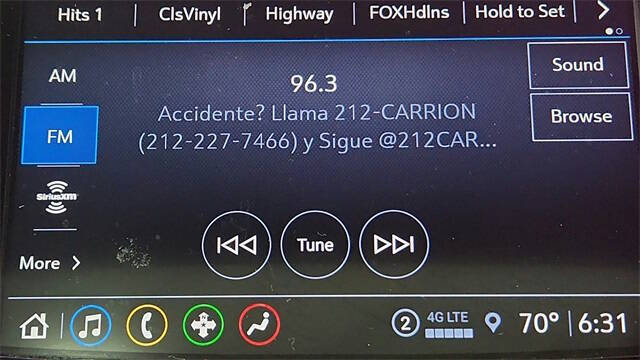 Hits 1 ClsVinyl Highway FOXHdlns Hold to Set
AM
FM
SiriusXM
More
96.3
Accidente? Llama 212-CARRION
(212-227-7466) y Sigue @212CAR...
Sound
Browse
Tune
2 4G LTE 70° 6:31